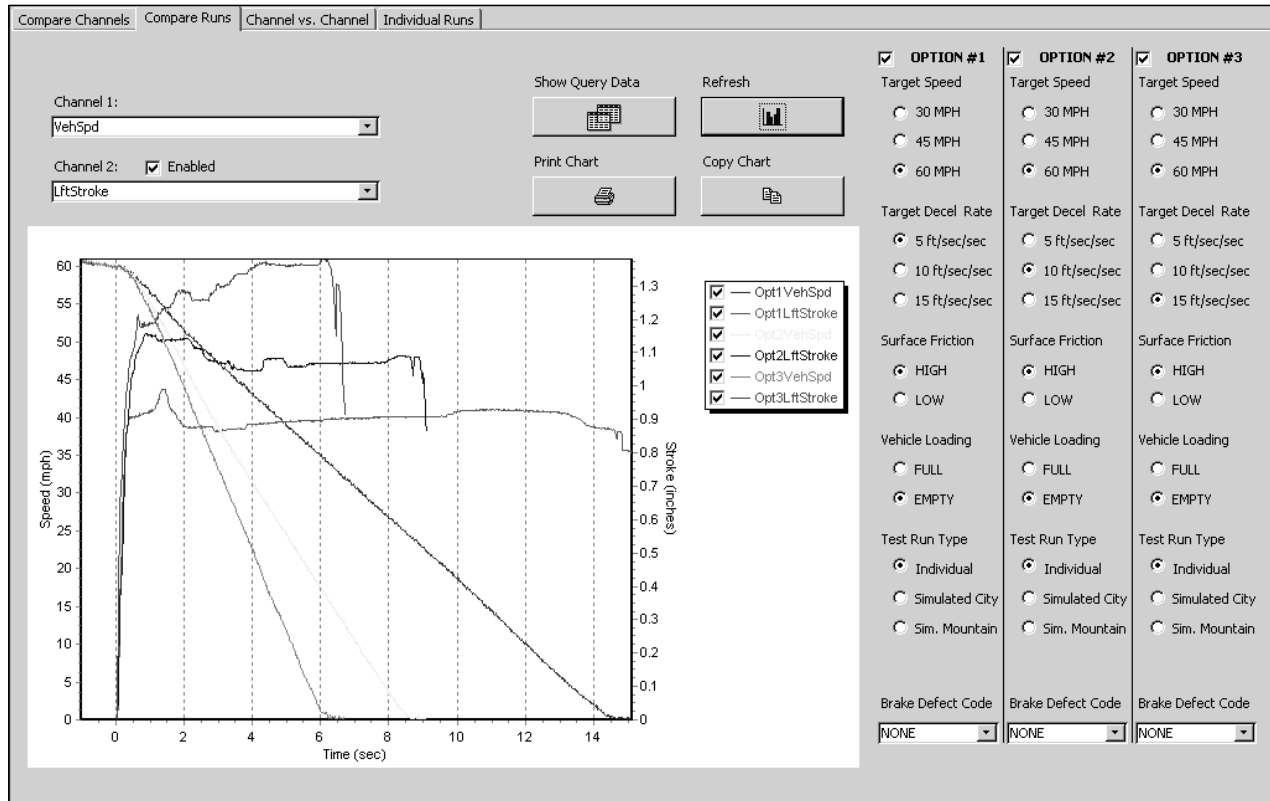 Compare Channels
Compare Runs
Channel vs. Channel
Individual Runs
Channel 1:
VehSpd
Channel 2:
Enabled
LftStroke
Show Query Data
Refresh
Print Chart
Copy Chart
60
55
50
45
40
35
30
25
20
15
10
5
0
Speed (mph)
1.3
1.2
1.1
1
0.9
0.8
0.7
0.6
0.5
0.4
0.3
0.2
0.1
0
Stroke (inches)
0 2 4 6 8 10 12 14
Time (sec)
Opt1VehSpd
Opt1LftStroke
Opt2VehSpd
Opt2LftStroke
Opt3VehSpd
Opt3LftStroke
OPTION #1
Target Speed
30 MPH
45 MPH
60 MPH
Target Decel Rate
5 ft/sec/sec
10 ft/sec/sec
15 ft/sec/sec
Surface Friction
HIGH
LOW
Vehicle Loading
FULL
EMPTY
Test Run Type
Individual
Simulated City
Sim. Mountain
Brake Defect Code
NONE
OPTION #2
Target Speed
30 MPH
45 MPH
60 MPH
Target Decel Rate
5 ft/sec/sec
10 ft/sec/sec
15 ft/sec/sec
Surface Friction
HIGH
LOW
Vehicle Loading
FULL
EMPTY
Test Run Type
Individual
Simulated City
Sim. Mountain
Brake Defect Code
NONE
OPTION #3
Target Speed
30 MPH
45 MPH
60 MPH
Target Decel Rate
5 ft/sec/sec
10 ft/sec/sec
15 ft/sec/sec
Surface Friction
HIGH
LOW
Vehicle Loading
FULL
EMPTY
Test Run Type
Individual
Simulated City
Sim. Mountain
Brake Defect Code
NONE